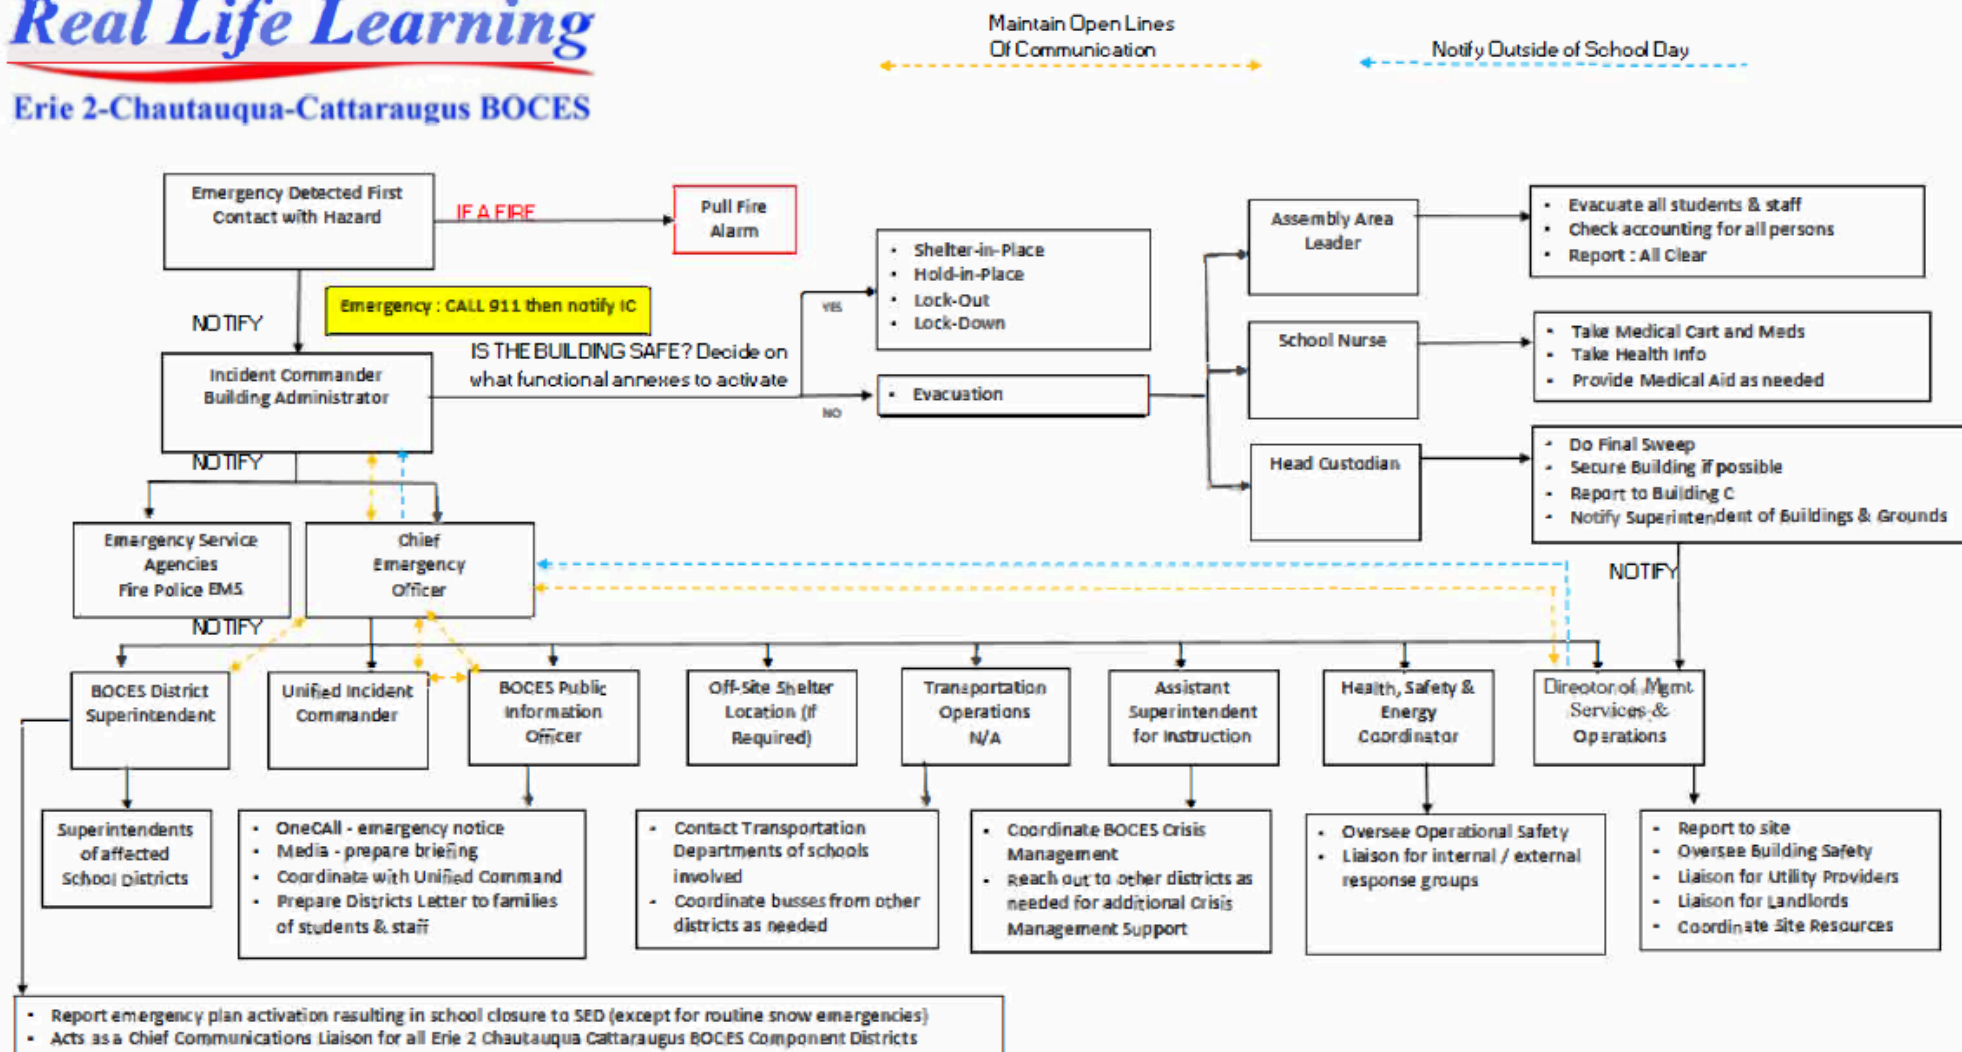 Real Life Learning
Erie 2-Chautauqua-Cattaraugus BOCES
Maintain Open Lines
Of Communication
Notify Outside of School Day
Emergency Detected First
Contact with Hazard
IF A FIRE
Pull Fire
Alarm
NOTIFY
Emergency : CALL 911 then notify IC
Incident Commander
Building Administrator
IS THE BUILDING SAFE? Decide on
what functional annexes to activate
YES
NO
- Shelter-in-Place
- Hold-in-Place
- Lock-Out
- Lock-Down
- Evacuation
Assembly Area
Leader
- Evacuate all students & staff
- Check accounting for all persons
- Report : All Clear
School Nurse
- Take Medical Cart and Meds
- Take Health Info
- Provide Medical Aid as needed
Head Custodian
- Do Final Sweep
- Secure Building if possible
- Report to Building C
- Notify Superintendent of Buildings & Grounds
NOTIFY
NOTIFY
Emergency Service
Agencies
Fire Police EMS
Chief
Emergency
Officer
NOTIFY
BOCES District
Superintendent
Unified Incident
Commander
BOCES Public
Information
Officer
Off-Site Shelter
Location (If
Required)
Transportation
Operations
N/A
Assistant
Superintendent
for Instruction
Health, Safety &
Energy
Coordinator
Director of Mgmt
Services &
Operations
Superintendents
of affected
School Districts
- OneCAll - emergency notice
- Media - prepare briefing
- Coordinate with Unified Command
- Prepare Districts Letter to families
of students & staff
- Contact Transportation
Departments of schools
involved
- Coordinate busses from other
districts as needed
- Coordinate BOCES Crisis
Management
- Reach out to other districts as
needed for additional Crisis
Management Support
- Oversee Operational Safety
- Liaison for internal / external
response groups
- Report to site
- Oversee Building Safety
- Liaison for Utility Providers
- Liaison for Landlords
- Coordinate Site Resources
- Report emergency plan activation resulting in school closure to SED (except for routine snow emergencies)
- Acts as a Chief Communications Liaison for all Erie 2 Chautauqua Cattaraugus BOCES Component Districts